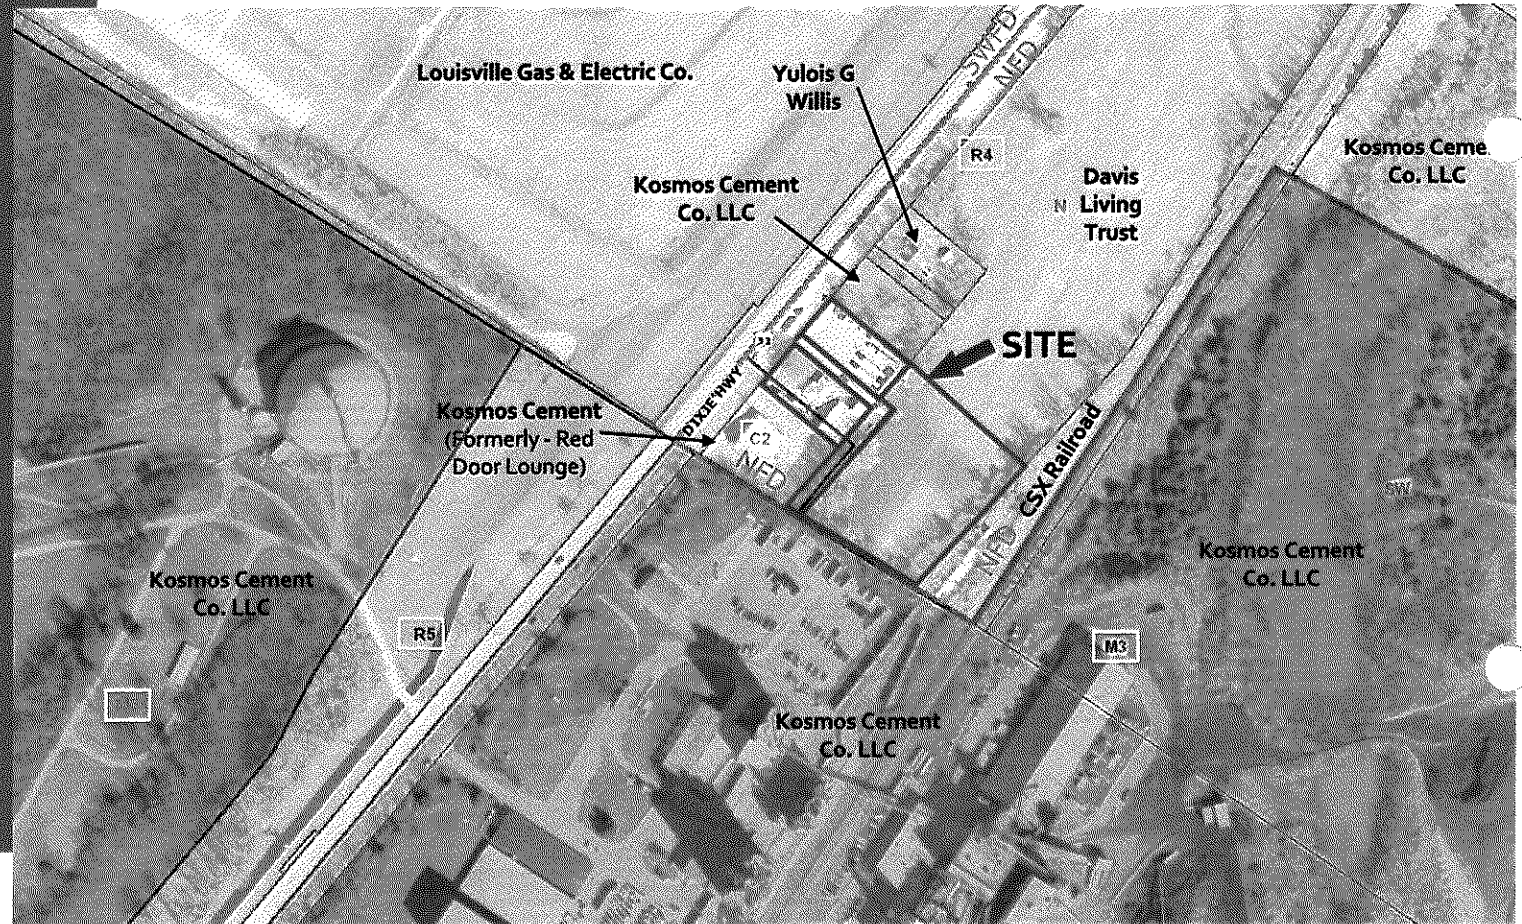 Louisville Gas & Electric Co.
Yulois G
Willis
SWFD
NFD
R4
Kosmos Ceme
Co. LLC
Kosmos Cement
Co. LLC
Davis
N Living
Trust
SITE
DIXIE HWY
Kosmos Cement
(Formerly - Red
Door Lounge)
C2
NFD
CSX Railroad
NFD
SW
Kosmos Cement
Co. LLC
Kosmos Cement
Co. LLC
R5
M3
Kosmos Cement
Co. LLC